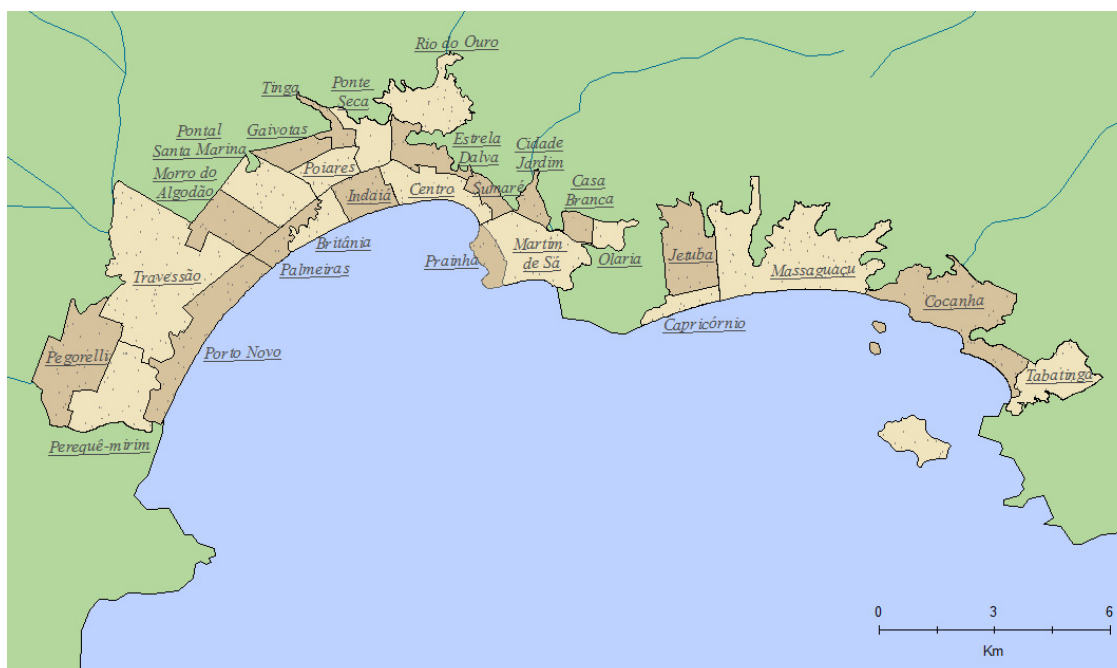 Rio do Ouro
Tinga
Ponte
Seca
Pontal
Santa Marina
Gaivotas
Morro do
Algodão
Poiares
Estrela
Dalva
Cidade
Jardim
Indaiá
Centro
Sumaré
Casa
Branca
Britânia
Prainha
Martim
de Sá
Olaria
Jetuba
Massaguaçu
Travessão
Palmeiras
Cocanha
Capricórnio
Pegorelli
Porto Novo
Tabatinga
Perequê-mirim
0 3 6
Km